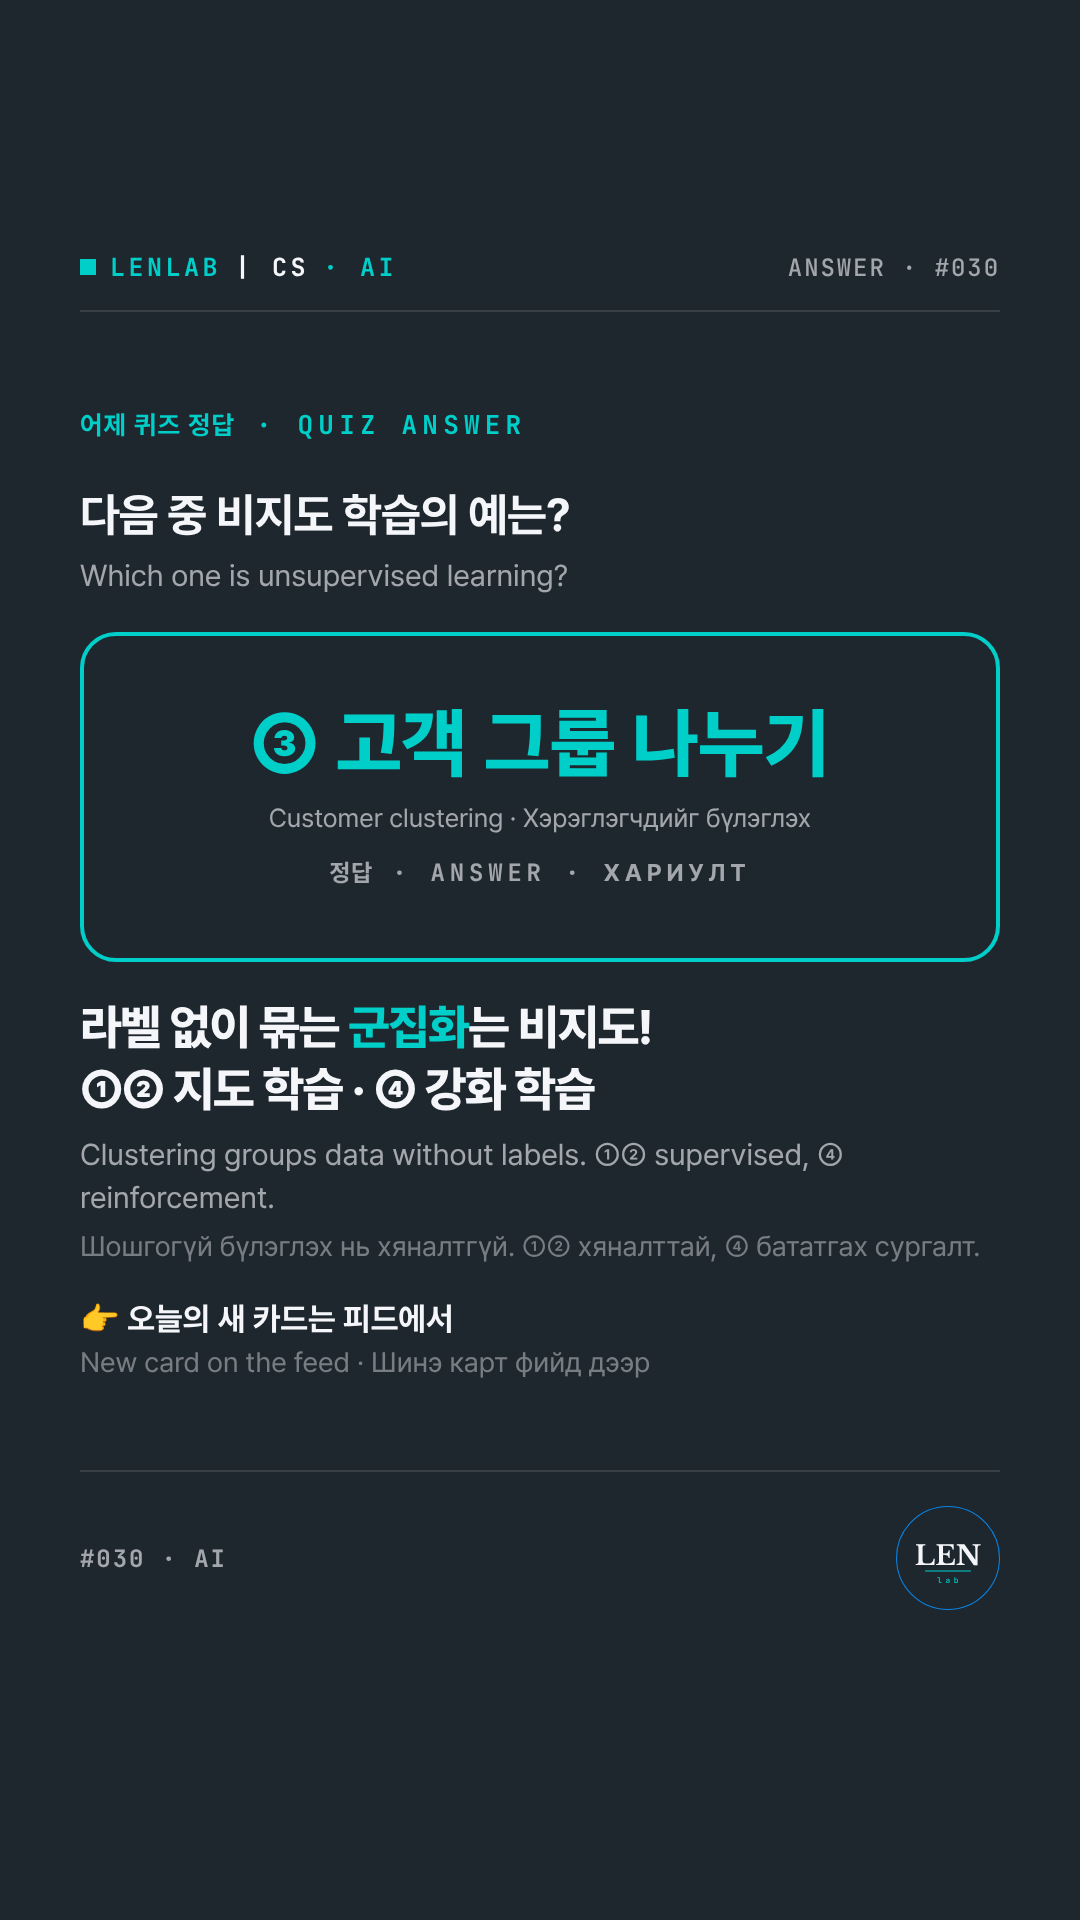 LENLAB | CS · AI
ANSWER · #030
어제 퀴즈 정답 · QUIZ ANSWER
다음 중 비지도 학습의 예는?
Which one is unsupervised learning?
③ 고객 그룹 나누기
Customer clustering · Хэрэглэгчдийг бүлэглэх
정답 · ANSWER · ХАРИУЛТ
라벨 없이 묶는 군집화는 비지도!
①② 지도 학습 · ④ 강화 학습
Clustering groups data without labels. ①② supervised, ④
reinforcement.
Шошгогүй бүлэглэх нь хяналтгүй. ①② хяналттай, ④ бататгах сургалт.
👉 오늘의 새 카드는 피드에서
New card on the feed · Шинэ карт фийд дээр
#030 · AI
LEN
lab